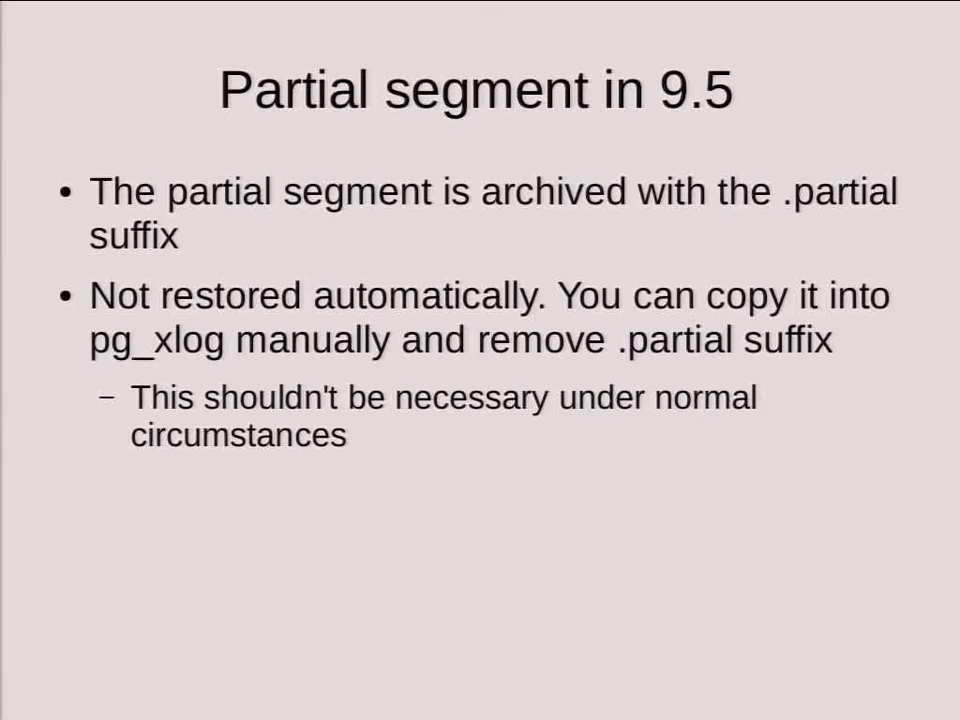 Partial segment in 9.5
• The partial segment is archived with the .partial
suffix
• Not restored automatically. You can copy it into
pg_xlog manually and remove .partial suffix
– This shouldn't be necessary under normal
circumstances